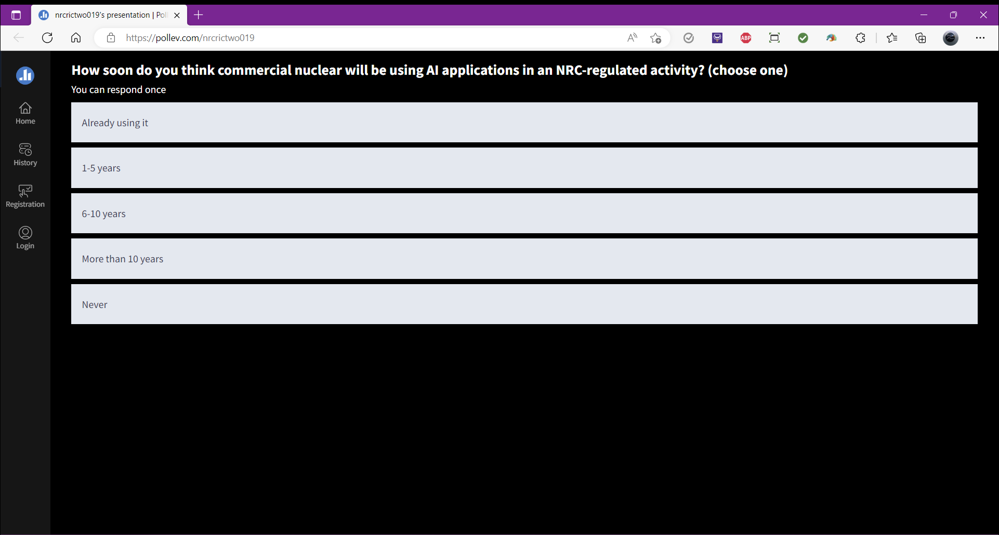 nrcrictwo019's presentation | Pol
https://pollev.com/nrcrictwo019
A
ABP
How soon do you think commercial nuclear will be using AI applications in an NRC-regulated activity? (choose one)
You can respond once
Home
History
Registration
Login
Already using it
1-5 years
6-10 years
More than 10 years
Never